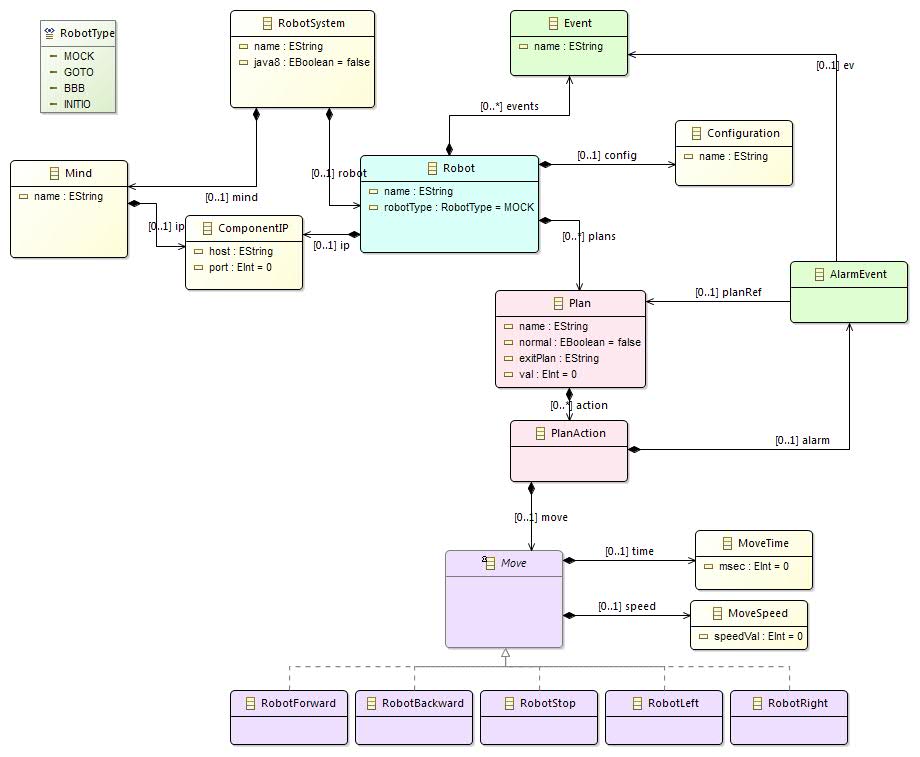 RobotType
MOCK
GOTO
BBB
INITIO
RobotSystem
name : EString
java8 : EBoolean = false
Event
name : EString
[0..1] ev
[0..*] events
Configuration
name : EString
[0..1] config
Mind
name : EString
[0..1] mind
[0..1] robot
Robot
name : EString
robotType : RobotType = MOCK
[0..1] ip
ComponentIP
host : EString
port : EInt = 0
[0..1] ip
[0..*] plans
AlarmEvent
[0..1] planRef
Plan
name : EString
normal : EBoolean = false
exitPlan : EString
val : EInt = 0
[0..*] action
PlanAction
[0..1] alarm
[0..1] move
Move
[0..1] time
MoveTime
msec : EInt = 0
[0..1] speed
MoveSpeed
speedVal : EInt = 0
RobotForward
RobotBackward
RobotStop
RobotLeft
RobotRight